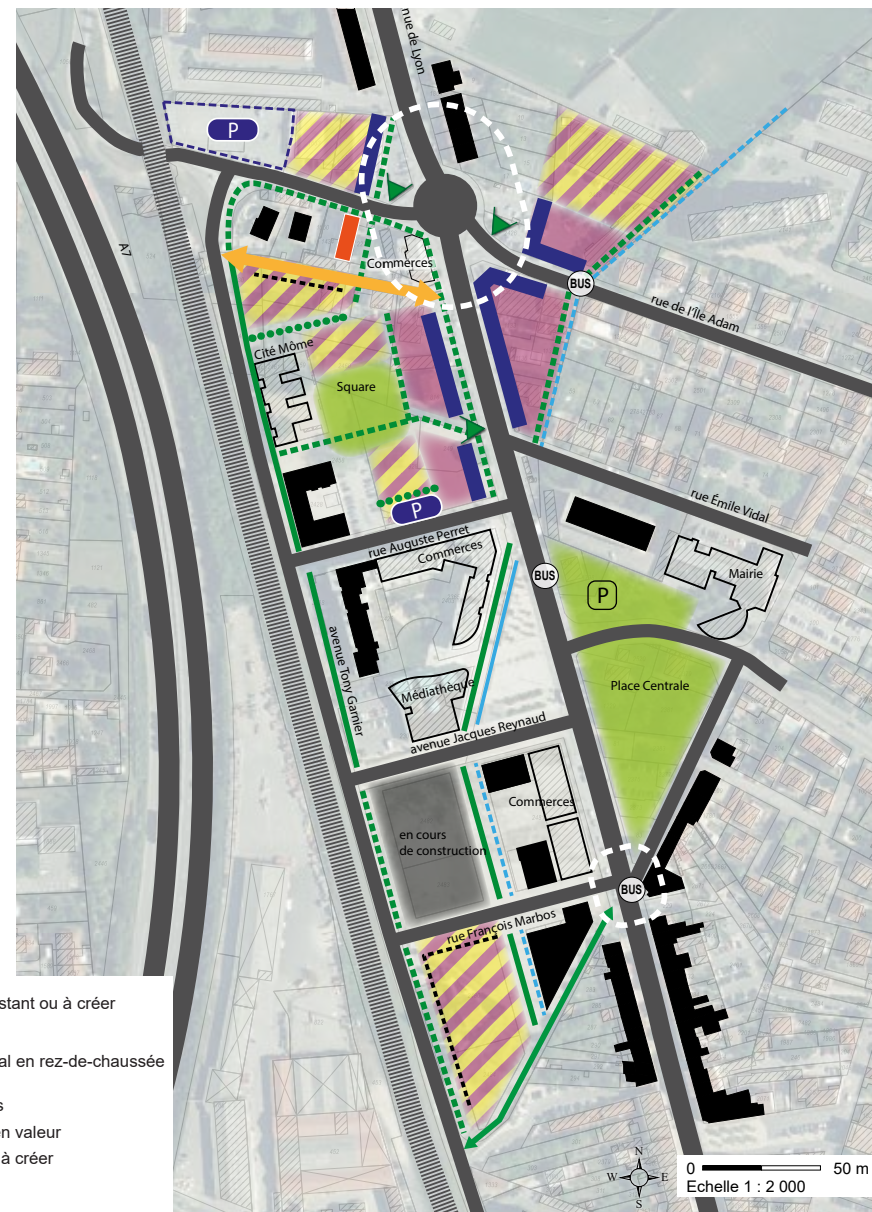 nue de Lyon
P
A7
Commerces
BUS
rue de l'Île Adam
Cité Môme
Square
P
rue Émile Vidal
rue Auguste Perret
Commerces
BUS
Mairie
P
avenue Tony Garnier
Médiathèque
Place Centrale
avenue Jacques Reynaud
Commerces
en cours
de construction
BUS
rue François Marbos
stant ou à créer
al en rez-de-chaussée
s
en valeur
à créer
N
W
E
S
0 50 m
Echelle 1 : 2 000